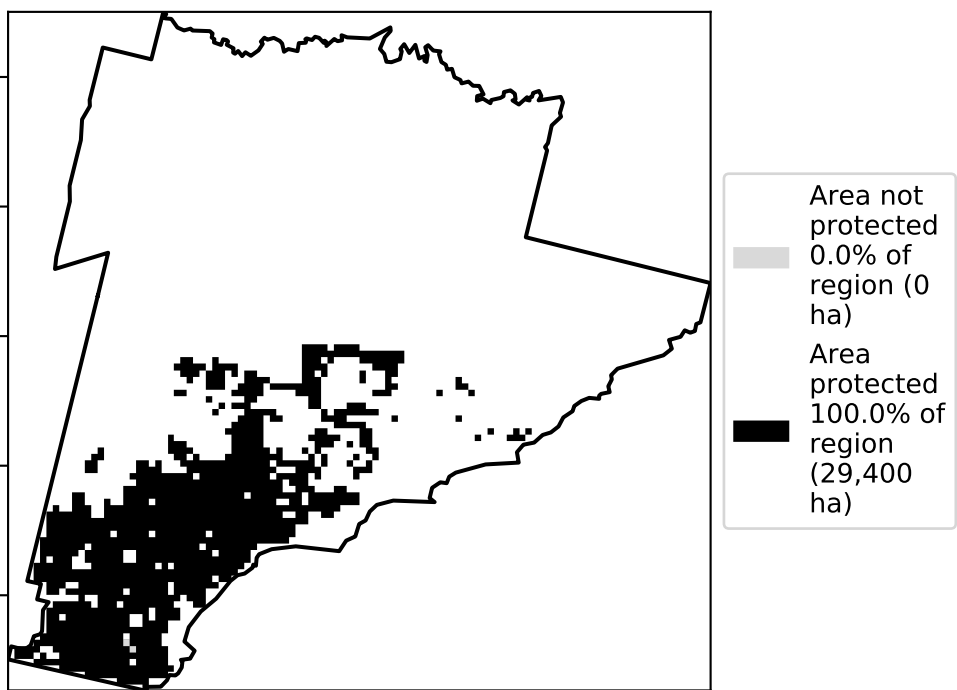 Area not
protected
0.0% of
region (0
ha)
Area
protected
100.0% of
region
(29,400
ha)